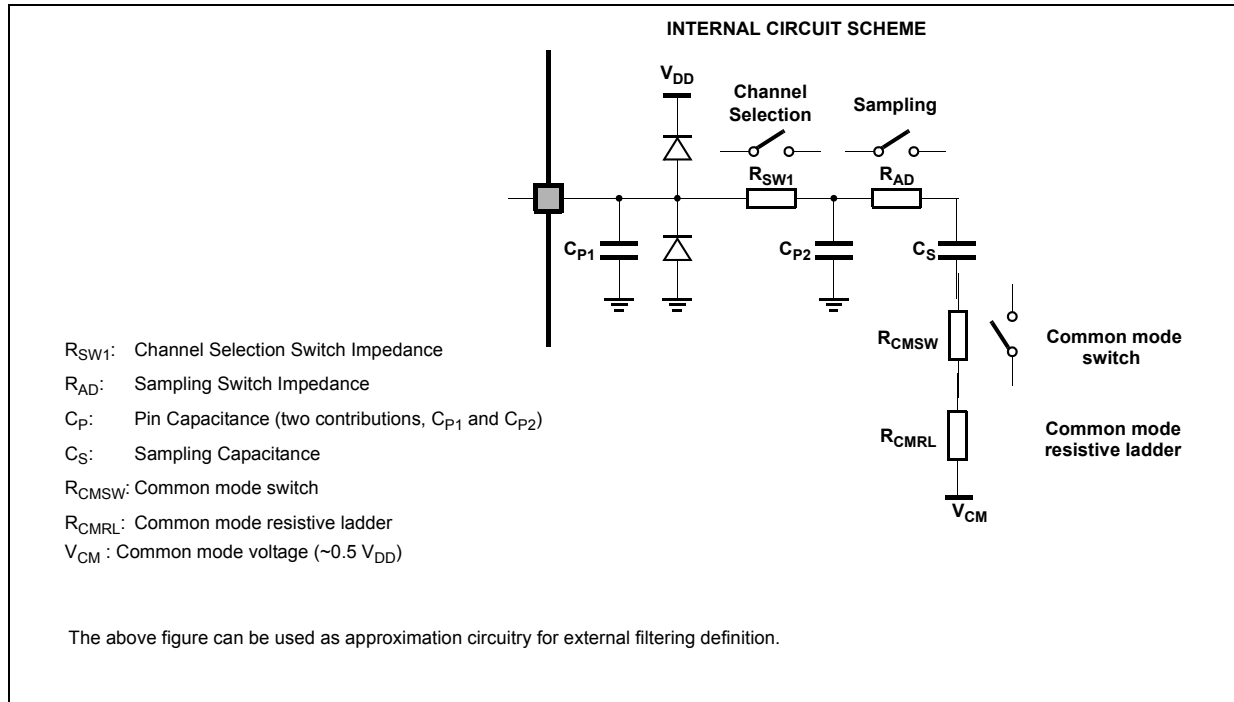 INTERNAL CIRCUIT SCHEME
VDD
Channel
Selection
Sampling
RSW1
RAD
CP1
CP2
CS
RCMSW
Common mode
switch
RCMRL
Common mode
resistive ladder
VCM
RSW1: Channel Selection Switch Impedance
RAD: Sampling Switch Impedance
CP: Pin Capacitance (two contributions, CP1 and CP2)
CS: Sampling Capacitance
RCMSW: Common mode switch
RCMRL: Common mode resistive ladder
VCM : Common mode voltage (~0.5 VDD)
The above figure can be used as approximation circuitry for external filtering definition.